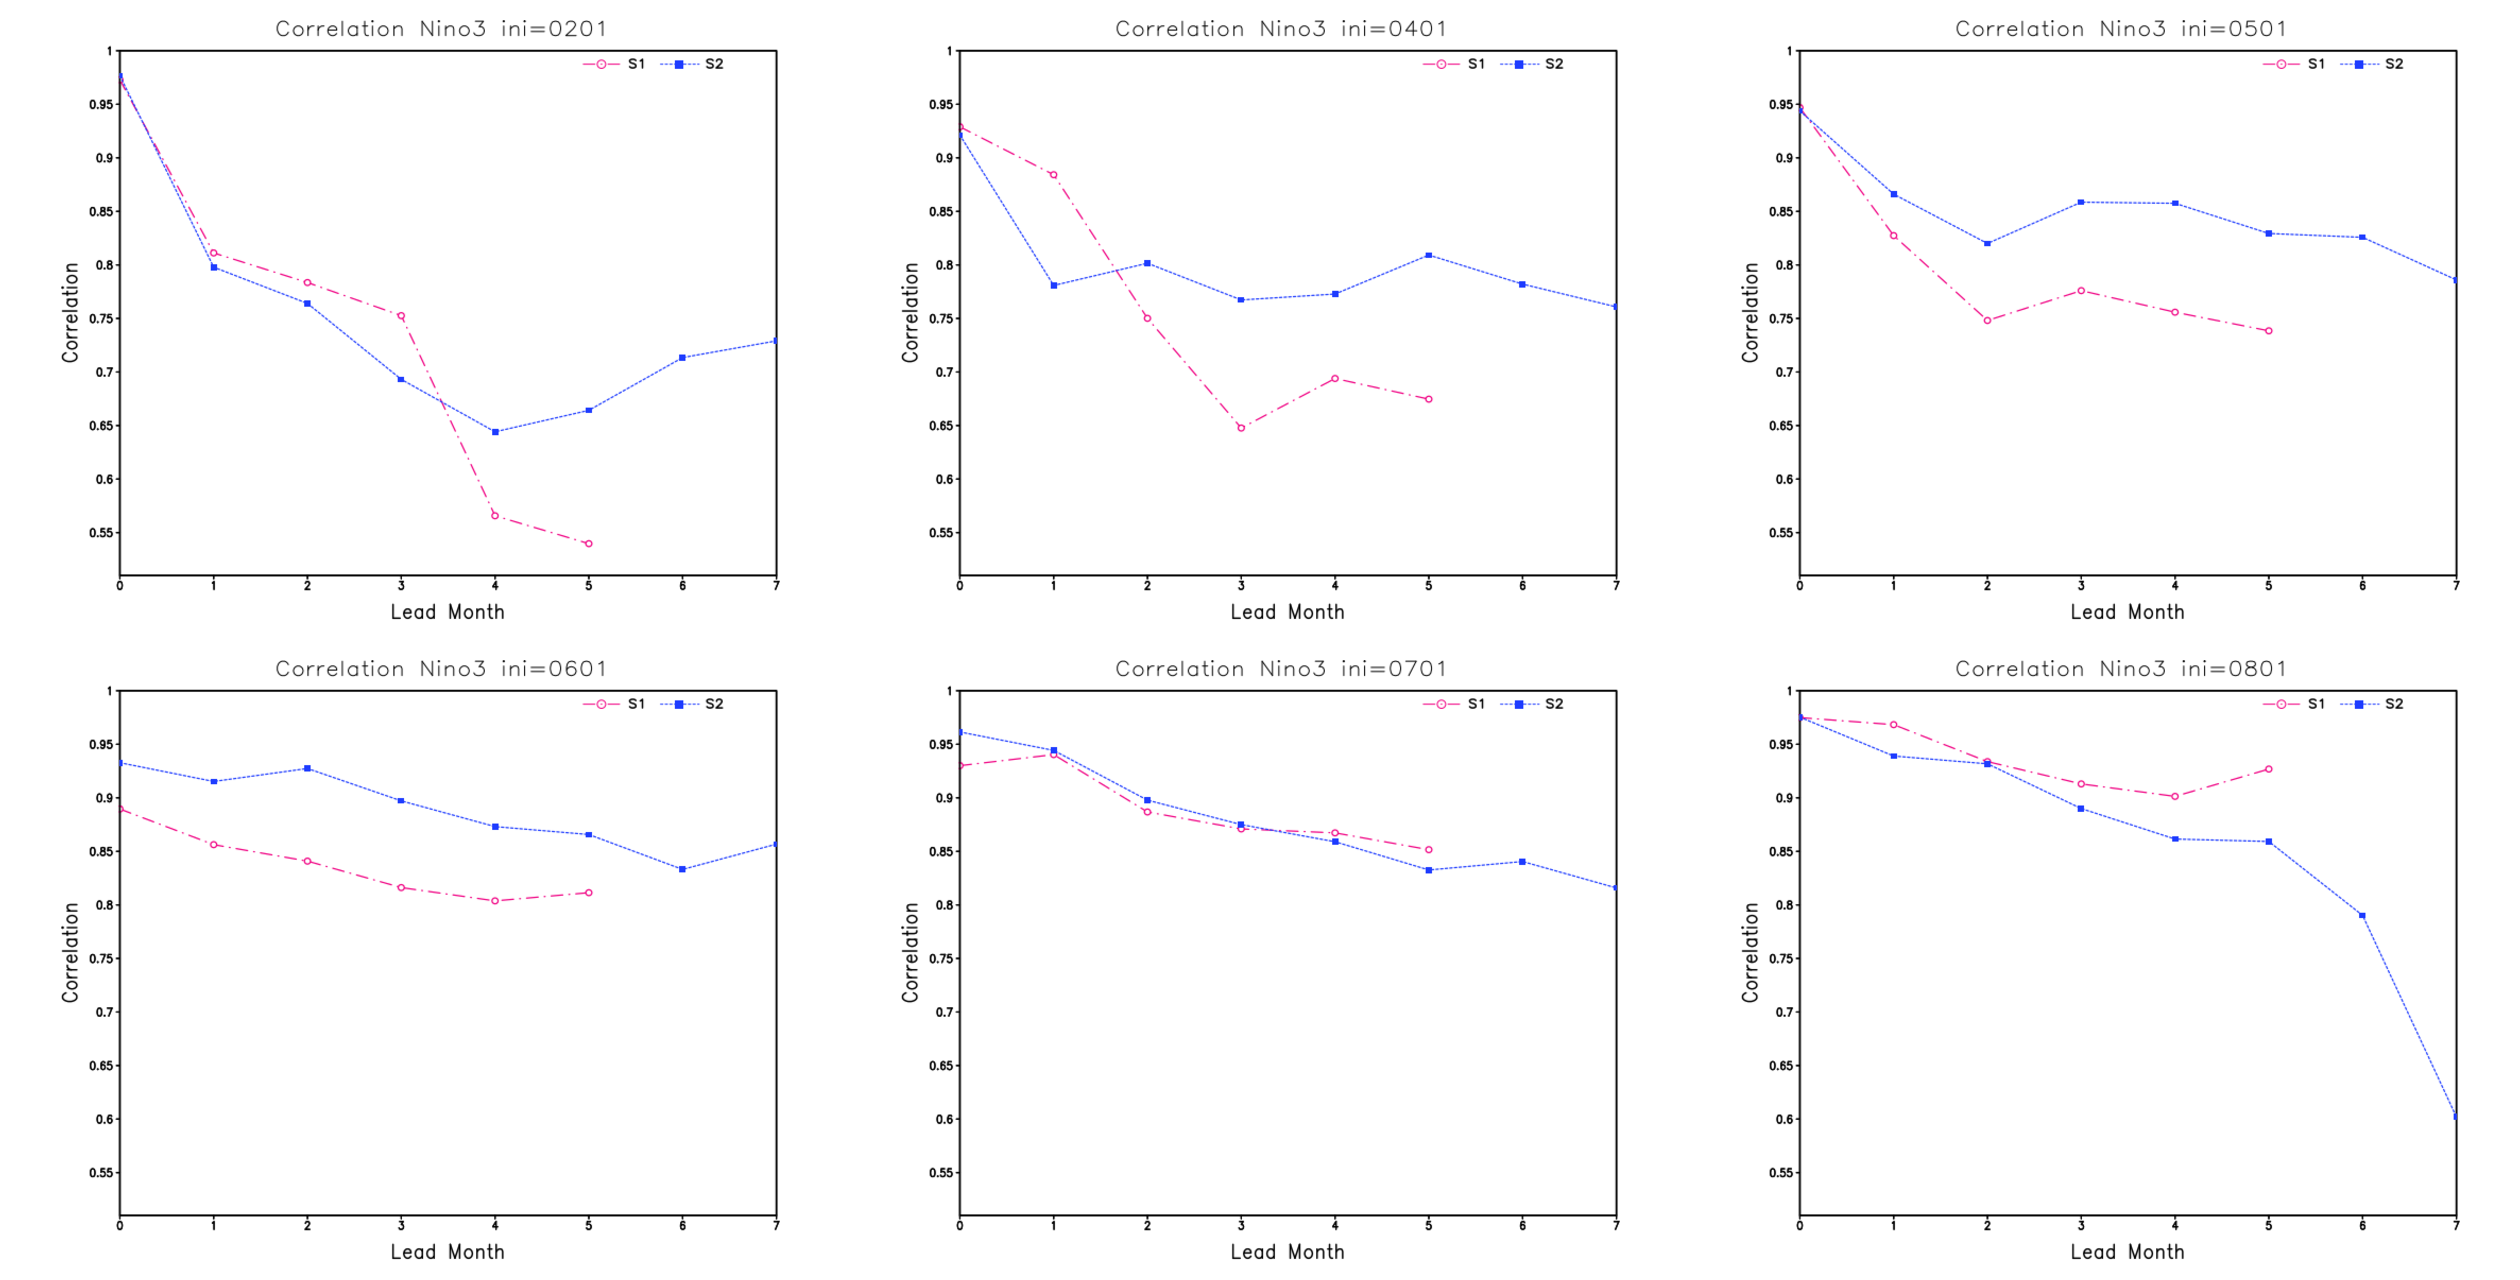 Correlation Nino3 ini=0201
S1 S2
1
0.95
0.9
0.85
0.8
0.75
0.7
0.65
0.6
0.55
Correlation
0 1 2 3 4 5 6 7
Lead Month
Correlation Nino3 ini=0401
S1 S2
1
0.95
0.9
0.85
0.8
0.75
0.7
0.65
0.6
0.55
Correlation
0 1 2 3 4 5 6 7
Lead Month
Correlation Nino3 ini=0501
S1 S2
1
0.95
0.9
0.85
0.8
0.75
0.7
0.65
0.6
0.55
Correlation
0 1 2 3 4 5 6 7
Lead Month
Correlation Nino3 ini=0601
S1 S2
1
0.95
0.9
0.85
0.8
0.75
0.7
0.65
0.6
0.55
Correlation
0 1 2 3 4 5 6 7
Lead Month
Correlation Nino3 ini=0701
S1 S2
1
0.95
0.9
0.85
0.8
0.75
0.7
0.65
0.6
0.55
Correlation
0 1 2 3 4 5 6 7
Lead Month
Correlation Nino3 ini=0801
S1 S2
1
0.95
0.9
0.85
0.8
0.75
0.7
0.65
0.6
0.55
Correlation
0 1 2 3 4 5 6 7
Lead Month